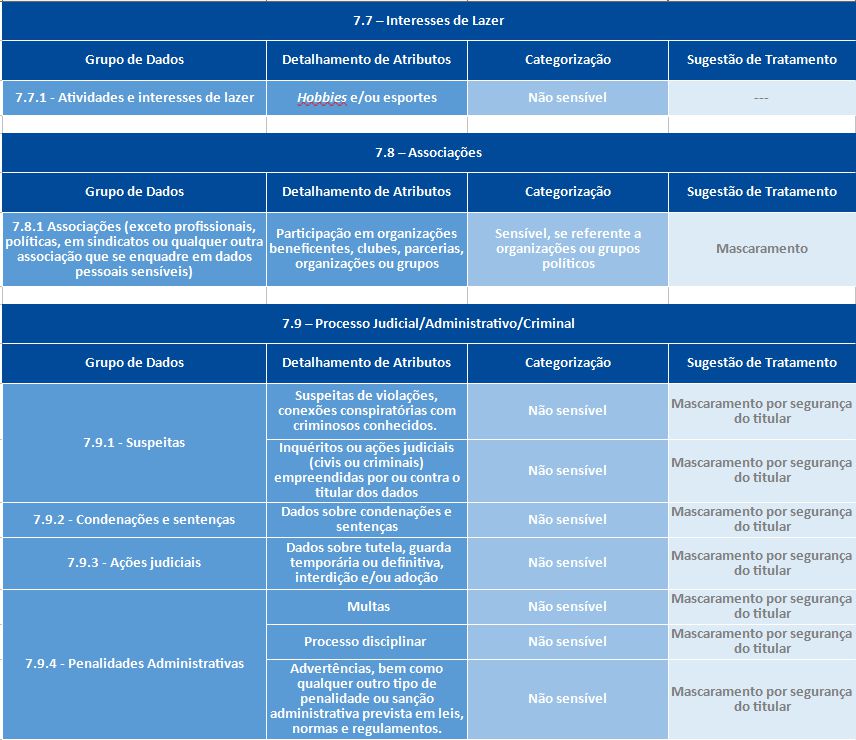 7.7 – Interesses de Lazer
Grupo de Dados
Detalhamento de Atributos
Categorização
Sugestão de Tratamento
7.7.1 - Atividades e interesses de lazer
Hobbies e/ou esportes
Não sensível
---
7.8 – Associações
Grupo de Dados
Detalhamento de Atributos
Categorização
Sugestão de Tratamento
7.8.1 Associações (exceto profissionais,
políticas, em sindicatos ou qualquer outra
associação que se enquadre em dados
pessoais sensíveis)
Participação em organizações
beneficentes, clubes, parcerias,
organizações ou grupos
Sensível, se referente a
organizações ou grupos
políticos
Mascaramento
7.9 – Processo Judicial/Administrativo/Criminal
Grupo de Dados
Detalhamento de Atributos
Categorização
Sugestão de Tratamento
7.9.1 - Suspeitas
Suspeitas de violações,
conexões conspiratórias com
criminosos conhecidos.
Não sensível
Mascaramento por segurança
do titular
Inquéritos ou ações judiciais
(civis ou criminais)
empreendidas por ou contra o
titular dos dados
Não sensível
Mascaramento por segurança
do titular
7.9.2 - Condenações e sentenças
Dados sobre condenações e
sentenças
Não sensível
Mascaramento por segurança
do titular
7.9.3 - Ações judiciais
Dados sobre tutela, guarda
temporária ou definitiva,
interdição e/ou adoção
Não sensível
Mascaramento por segurança
do titular
7.9.4 - Penalidades Administrativas
Multas
Não sensível
Mascaramento por segurança
do titular
Processo disciplinar
Não sensível
Mascaramento por segurança
do titular
Advertências, bem como
qualquer outro tipo de
penalidade ou sanção
administrativa prevista em leis,
normas e regulamentos.
Não sensível
Mascaramento por segurança
do titular